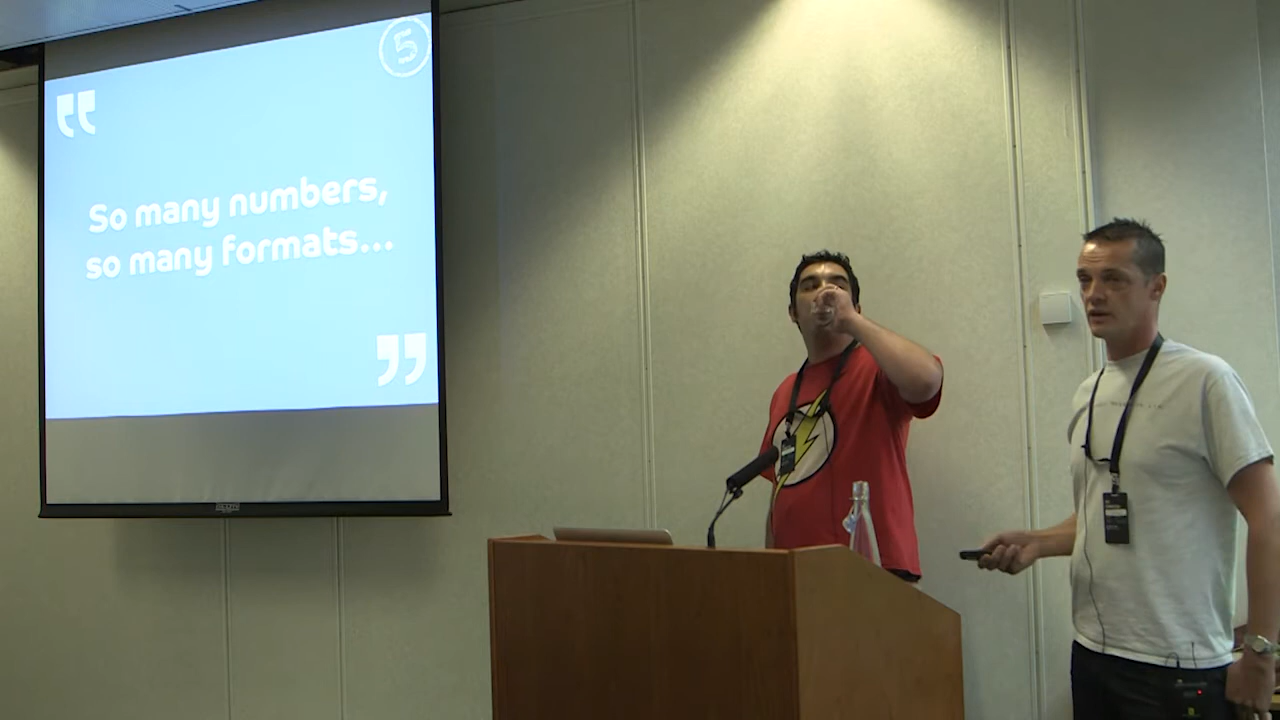 5
“
So many numbers,
so many formats...
”